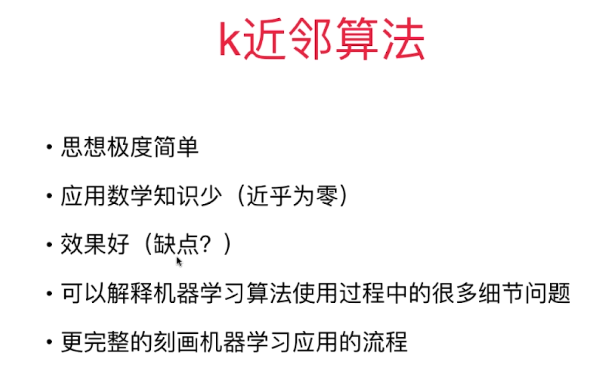 k近邻算法
• 思想极度简单
• 应用数学知识少（近乎为零）
• 效果好（缺点？）
• 可以解释机器学习算法使用过程中的很多细节问题
• 更完整的刻画机器学习应用的流程